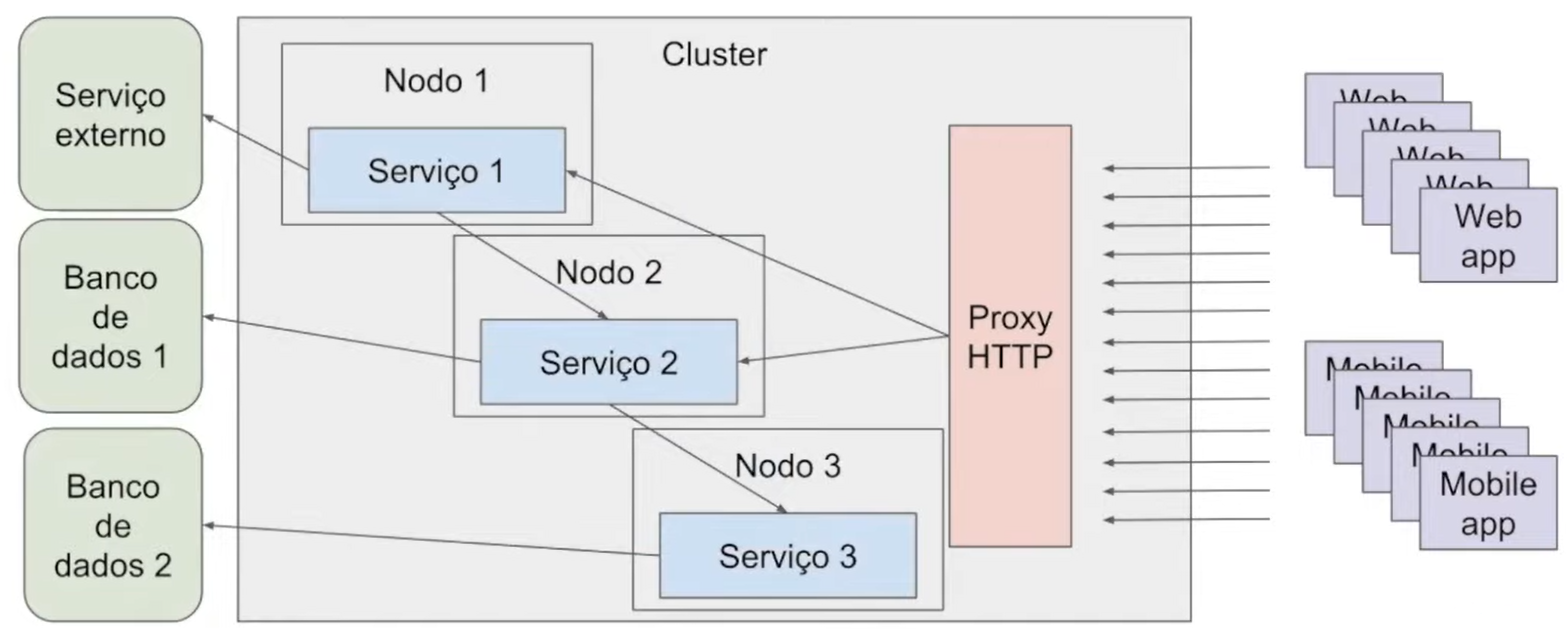 Serviço
externo
Banco
de
dados 1
Banco
de
dados 2
Cluster
Nodo 1
Serviço 1
Nodo 2
Serviço 2
Nodo 3
Serviço 3
Proxy
HTTP
Web
Web
Web
Web
Web
app
Mobile
Mobile
Mobile
Mobile
Mobile
app